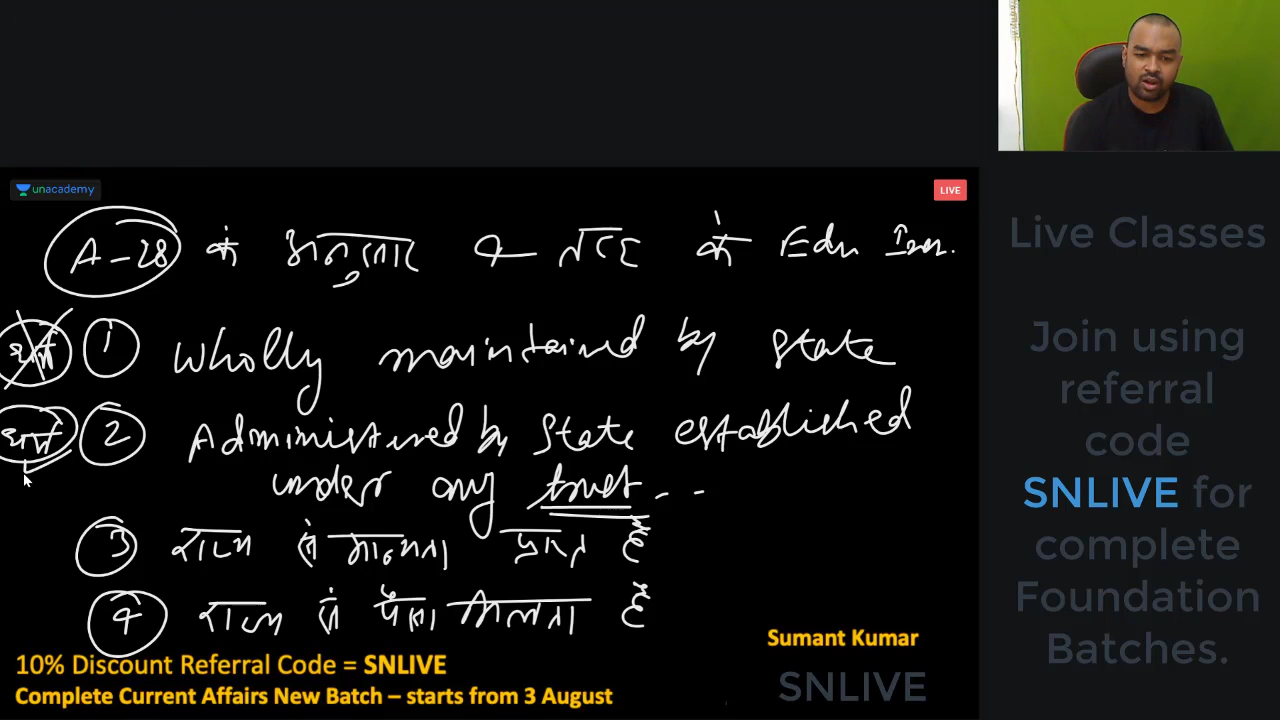 unacademy
LIVE
A-28 के अनुसार 4 तरह के Edu Ins.
धर्म 1 Wholly maintained by State
धर्म 2 Administered by State established
under any trust - -
3 राज्य से मान्यता प्राप्त है
4 राज्य से पैसा मिलता है
Sumant Kumar
10% Discount Referral Code = SNLIVE
Complete Current Affairs New Batch – starts from 3 August
SNLIVE
Live Classes
Join using
referral
code
SNLIVE for
complete
Foundation
Batches.